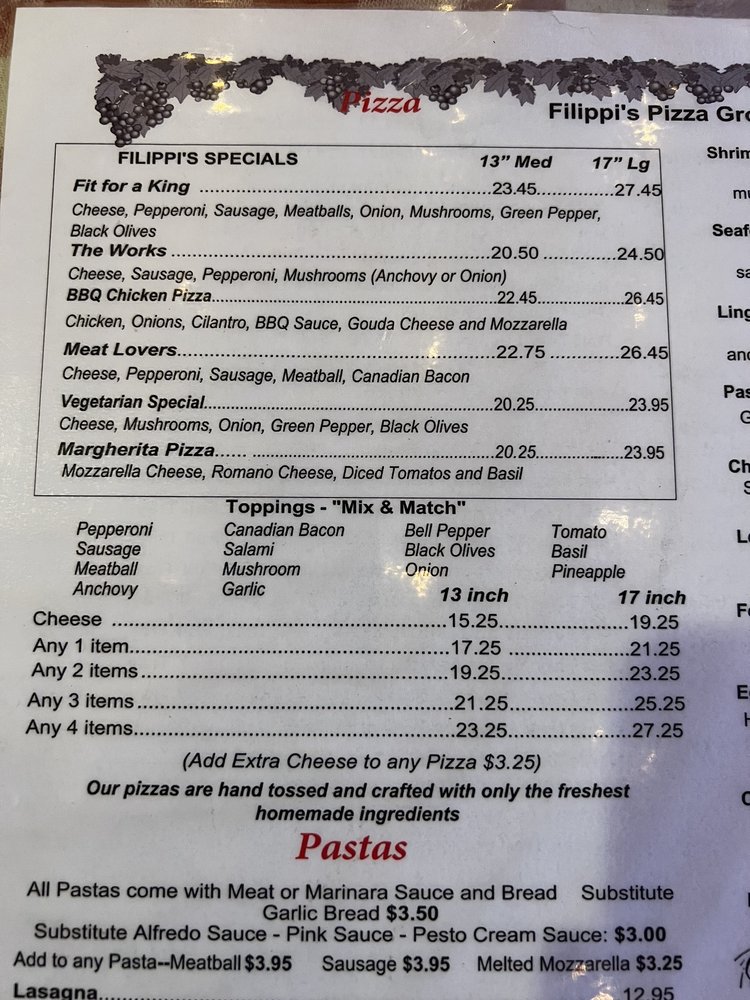 Pizza
Filippi's Pizza Gro
FILIPPI'S SPECIALS 13” Med 17” Lg
Fit for a King ..........23.45..........27.45
Cheese, Pepperoni, Sausage, Meatballs, Onion, Mushrooms, Green Pepper,
Black Olives
The Works ..........20.50 ..........24.50
Cheese, Sausage, Pepperoni, Mushrooms (Anchovy or Onion)
BBQ Chicken Pizza..........22.45..........26.45
Chicken, Onions, Cilantro, BBQ Sauce, Gouda Cheese and Mozzarella
Meat Lovers..........22.75 ..........26.45
Cheese, Pepperoni, Sausage, Meatball, Canadian Bacon
Vegetarian Special..........20.25..........23.95
Cheese, Mushrooms, Onion, Green Pepper, Black Olives
Margherita Pizza...... ..........20.25..........23.95
Mozzarella Cheese, Romano Cheese, Diced Tomatos and Basil
Toppings - "Mix & Match"
Pepperoni Canadian Bacon Bell Pepper Tomato
Sausage Salami Black Olives Basil
Meatball Mushroom Onion Pineapple
Anchovy Garlic
13 inch 17 inch
Cheese ..........15.25..........19.25
Any 1 item..........17.25 ..........21.25
Any 2 items..........19.25..........23.25
Any 3 items..........21.25..........25.25
Any 4 items..........23.25..........27.25
(Add Extra Cheese to any Pizza $3.25)
Our pizzas are hand tossed and crafted with only the freshest
homemade ingredients
Pastas
All Pastas come with Meat or Marinara Sauce and Bread Substitute
Garlic Bread $3.50
Substitute Alfredo Sauce - Pink Sauce - Pesto Cream Sauce: $3.00
Add to any Pasta--Meatball $3.95 Sausage $3.95 Melted Mozzarella $3.25
Lasagna..........12.95
Shrim
mu
Seaf
sa
Ling
and
Pas
G
Ch
S
L
F
E
H